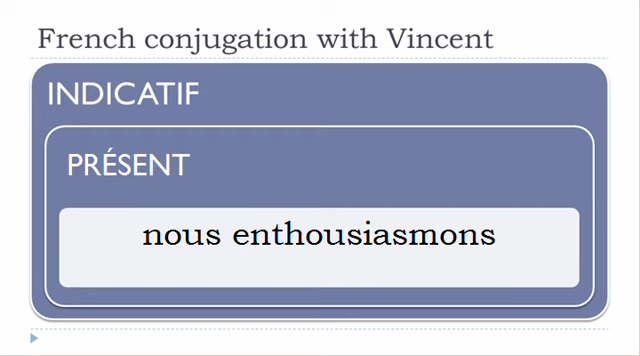 French conjugation with Vincent
INDICATIF
PRÉSENT
nous enthousiasmons